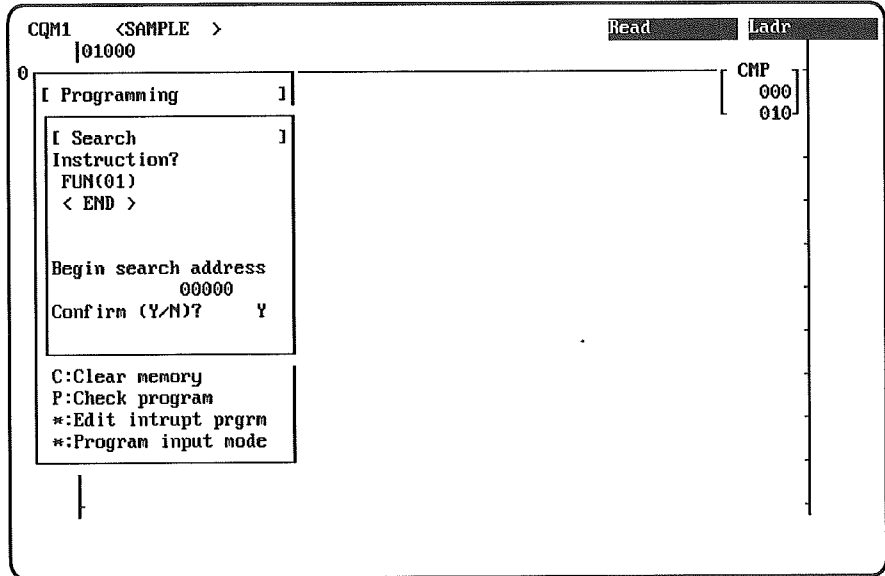 CQM1 <SAMPLE > Read Ladr
01000
0
[ Programming ]
CMP
000
010
[ Search ]
Instruction?
FUN(01)
< END >
Begin search address
00000
Confirm (Y/N)? Y
C:Clear memory
P:Check program
*:Edit intrupt prgrm
*:Program input mode